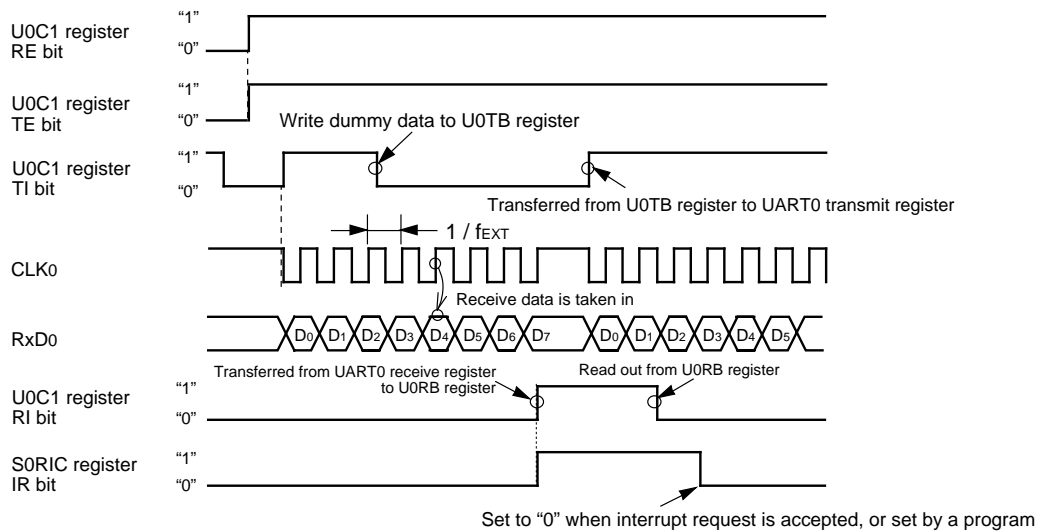 U0C1 register
RE bit
“1”
“0”
U0C1 register
TE bit
“1”
“0”
Write dummy data to U0TB register
U0C1 register
TI bit
“1”
“0”
Transferred from U0TB register to UART0 transmit register
1 / fEXT
CLK0
Receive data is taken in
RxD0
D0 D1 D2 D3 D4 D5 D6 D7 D0 D1 D2 D3 D4 D5
Transferred from UART0 receive register
to U0RB register
Read out from U0RB register
U0C1 register
RI bit
“1”
“0”
S0RIC register
IR bit
“1”
“0”
Set to “0” when interrupt request is accepted, or set by a program